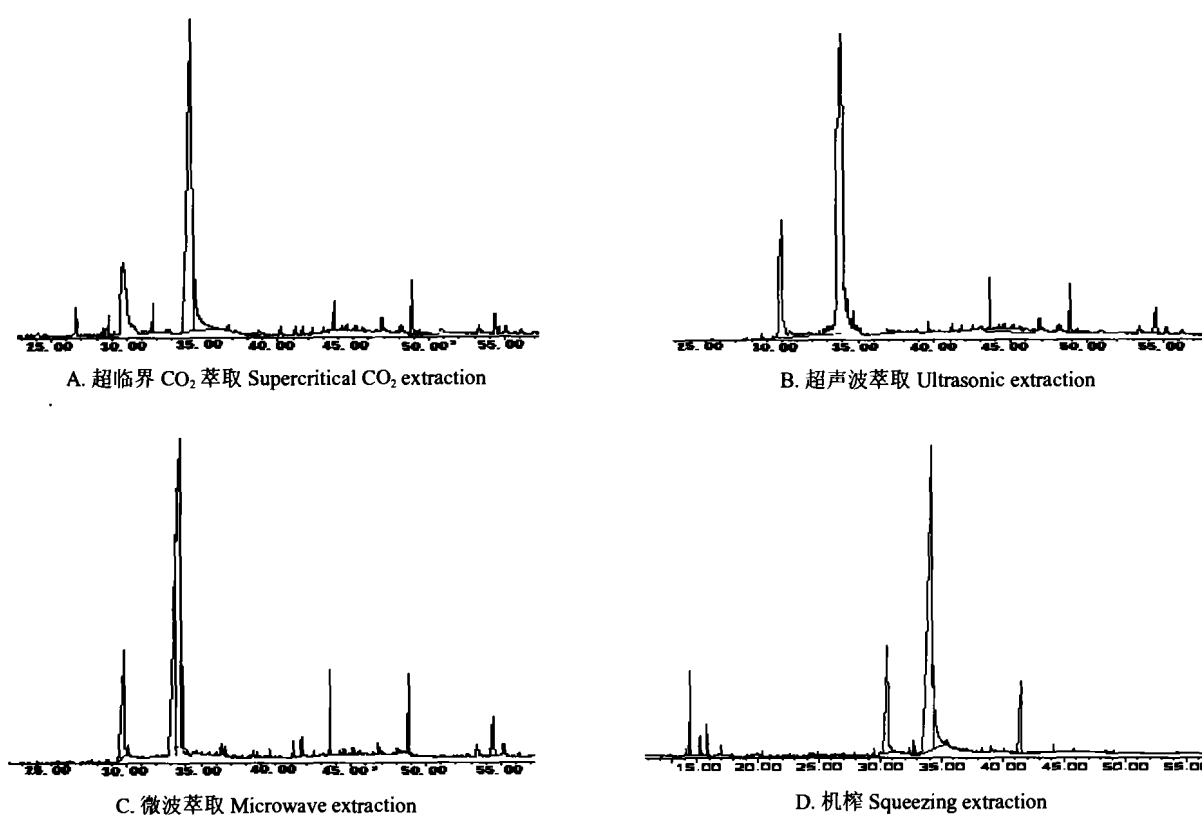 25.00 30.00 35.00 40.00 45.00 50.00 55.00
A. 超临界 CO₂ 萃取 Supercritical CO₂ extraction
25.00 30.00 35.00 40.00 45.00 50.00 55.00
B. 超声波萃取 Ultrasonic extraction
25.00 30.00 35.00 40.00 45.00 50.00 55.00
C. 微波萃取 Microwave extraction
15.00 20.00 25.00 30.00 35.00 40.00 45.00 50.00 55.00
D. 机榨 Squeezing extraction